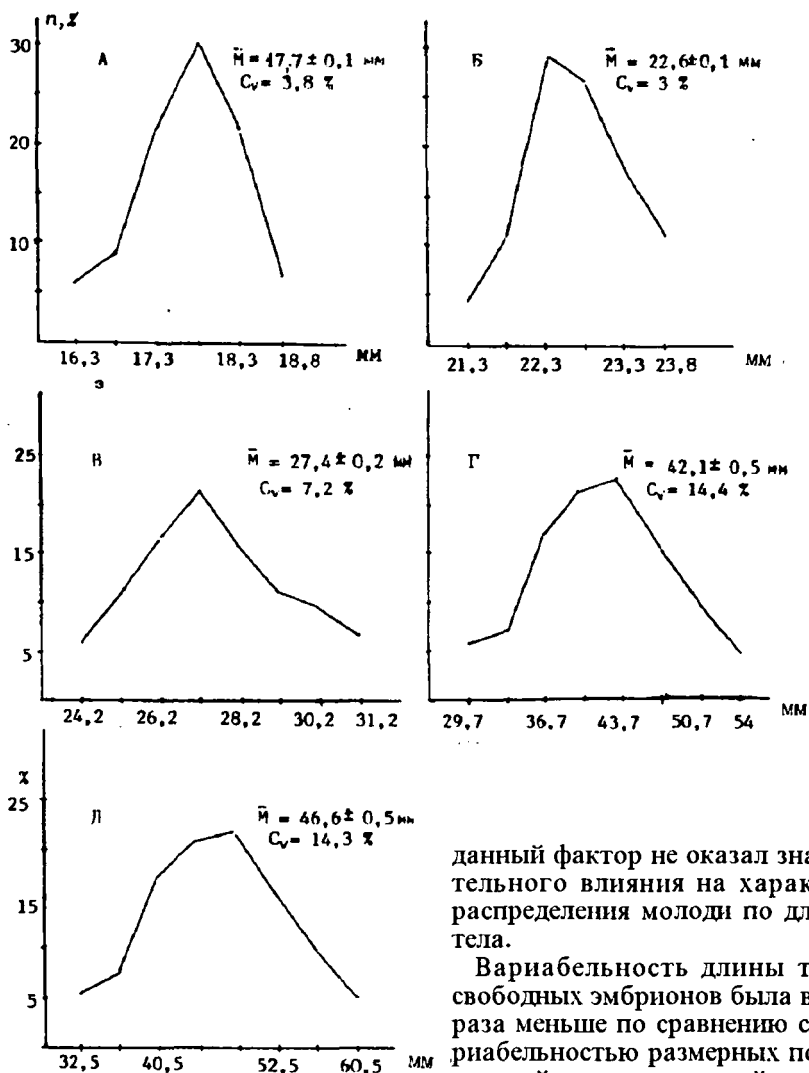 n,%
А
M̄ = 17,7 ± 0,1 мм
Cv = 3,8 %
30
20
10
16,3 17,3 18,3 18,8 мм
Б
M̄ = 22,6 ± 0,1 мм
Cv = 3 %
21,3 22,3 23,3 23,8 мм
э
В
M̄ = 27,4 ± 0,2 мм
Cv = 7,2 %
25
15
5
24,2 26,2 28,2 30,2 31,2
Г
M̄ = 42,1 ± 0,5 мм
Cv = 14,4 %
29,7 36,7 43,7 50,7 54 мм
%
Д
M̄ = 46,6 ± 0,5 мм
Cv = 14,3 %
25
15
5
32,5 40,5 52,5 60,5 мм
данный фактор не оказал зна
тельного влияния на харак
распределения молоди по дл
тела.
Вариабельность длины т
свободных эмбрионов была в
раза меньше по сравнению с
риабельностью размерных по